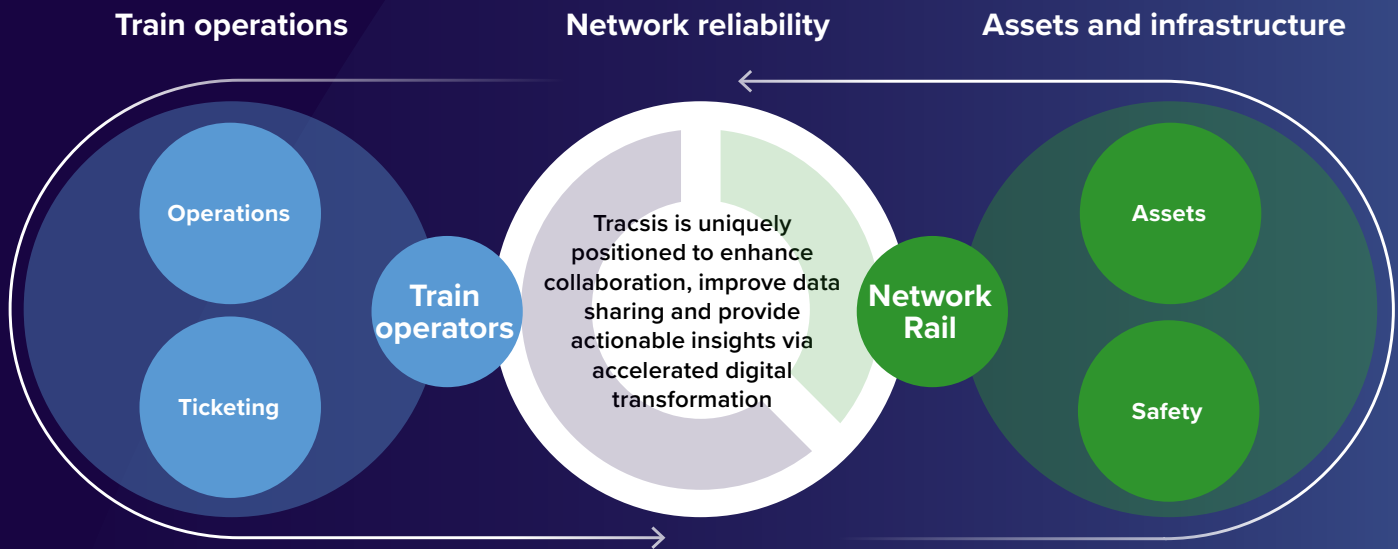 Train operations
Network reliability
Assets and infrastructure
Operations
Ticketing
Train
operators
Tracsis is uniquely
positioned to enhance
collaboration, improve data
sharing and provide
actionable insights via
accelerated digital
transformation
Network
Rail
Assets
Safety